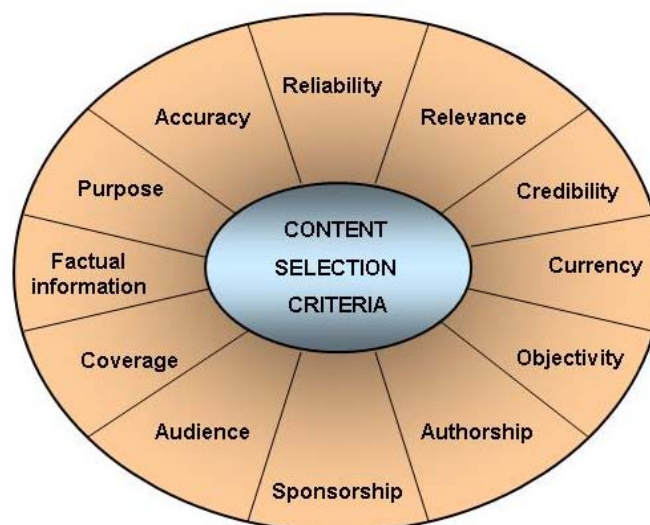 Reliability
Relevance
Credibility
Currency
Objectivity
Authorship
Sponsorship
Audience
Coverage
Factual
information
Purpose
Accuracy
CONTENT
SELECTION
CRITERIA